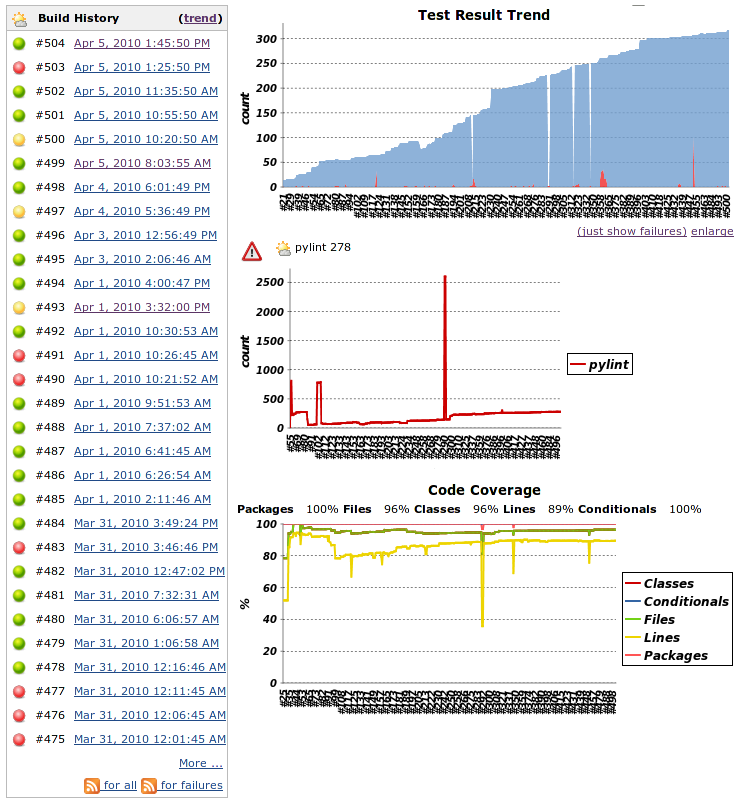 Build History (trend)
#504 Apr 5, 2010 1:45:50 PM
#503 Apr 5, 2010 1:25:50 PM
#502 Apr 5, 2010 11:35:50 AM
#501 Apr 5, 2010 10:55:50 AM
#500 Apr 5, 2010 10:20:50 AM
#499 Apr 5, 2010 8:03:55 AM
#498 Apr 4, 2010 6:01:49 PM
#497 Apr 4, 2010 5:36:49 PM
#496 Apr 3, 2010 12:56:49 PM
#495 Apr 3, 2010 2:06:46 AM
#494 Apr 1, 2010 4:00:47 PM
#493 Apr 1, 2010 3:32:00 PM
#492 Apr 1, 2010 10:30:53 AM
#491 Apr 1, 2010 10:26:45 AM
#490 Apr 1, 2010 10:21:52 AM
#489 Apr 1, 2010 9:51:53 AM
#488 Apr 1, 2010 7:37:02 AM
#487 Apr 1, 2010 6:41:45 AM
#486 Apr 1, 2010 6:26:54 AM
#485 Apr 1, 2010 2:11:46 AM
#484 Mar 31, 2010 3:49:24 PM
#483 Mar 31, 2010 3:46:46 PM
#482 Mar 31, 2010 12:47:02 PM
#481 Mar 31, 2010 7:32:31 AM
#480 Mar 31, 2010 6:06:57 AM
#479 Mar 31, 2010 1:06:58 AM
#478 Mar 31, 2010 12:16:46 AM
#477 Mar 31, 2010 12:11:45 AM
#476 Mar 31, 2010 12:06:45 AM
#475 Mar 31, 2010 12:01:45 AM
More ...
for all for failures
Test Result Trend
300
250
200
150
100
50
0
count
(just show failures) enlarge
pylint 278
2500
2000
1500
1000
500
0
count
pylint
Code Coverage
Packages 100% Files 96% Classes 96% Lines 89% Conditionals 100%
100
80
60
40
20
0
%
Classes
Conditionals
Files
Lines
Packages